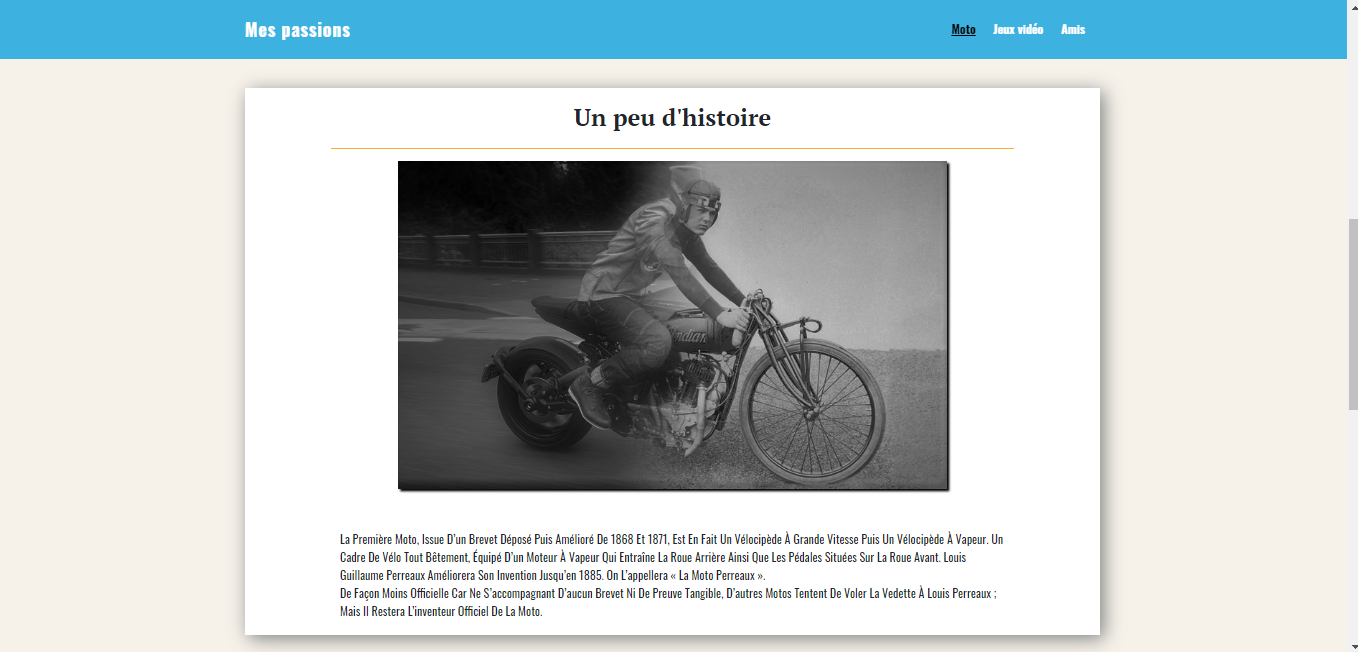 Mes passions
Moto Jeux vidéo Amis
Un peu d'histoire
Indian
La Première Moto, Issue D'un Brevet Déposé Puis Amélioré De 1868 Et 1871, Est En Fait Un Vélocipède À Grande Vitesse Puis Un Vélocipède À Vapeur. Un
Cadre De Vélo Tout Bêtement, Équipé D'un Moteur À Vapeur Qui Entraîne La Roue Arrière Ainsi Que Les Pédales Situées Sur La Roue Avant. Louis
Guillaume Perreaux Améliorera Son Invention Jusqu'en 1885. On L'appellera « La Moto Perreaux ».
De Façon Moins Officielle Car Ne S'accompagnant D'aucun Brevet Ni De Preuve Tangible, D'autres Motos Tentent De Voler La Vedette À Louis Perreaux ;
Mais Il Restera L'inventeur Officiel De La Moto.